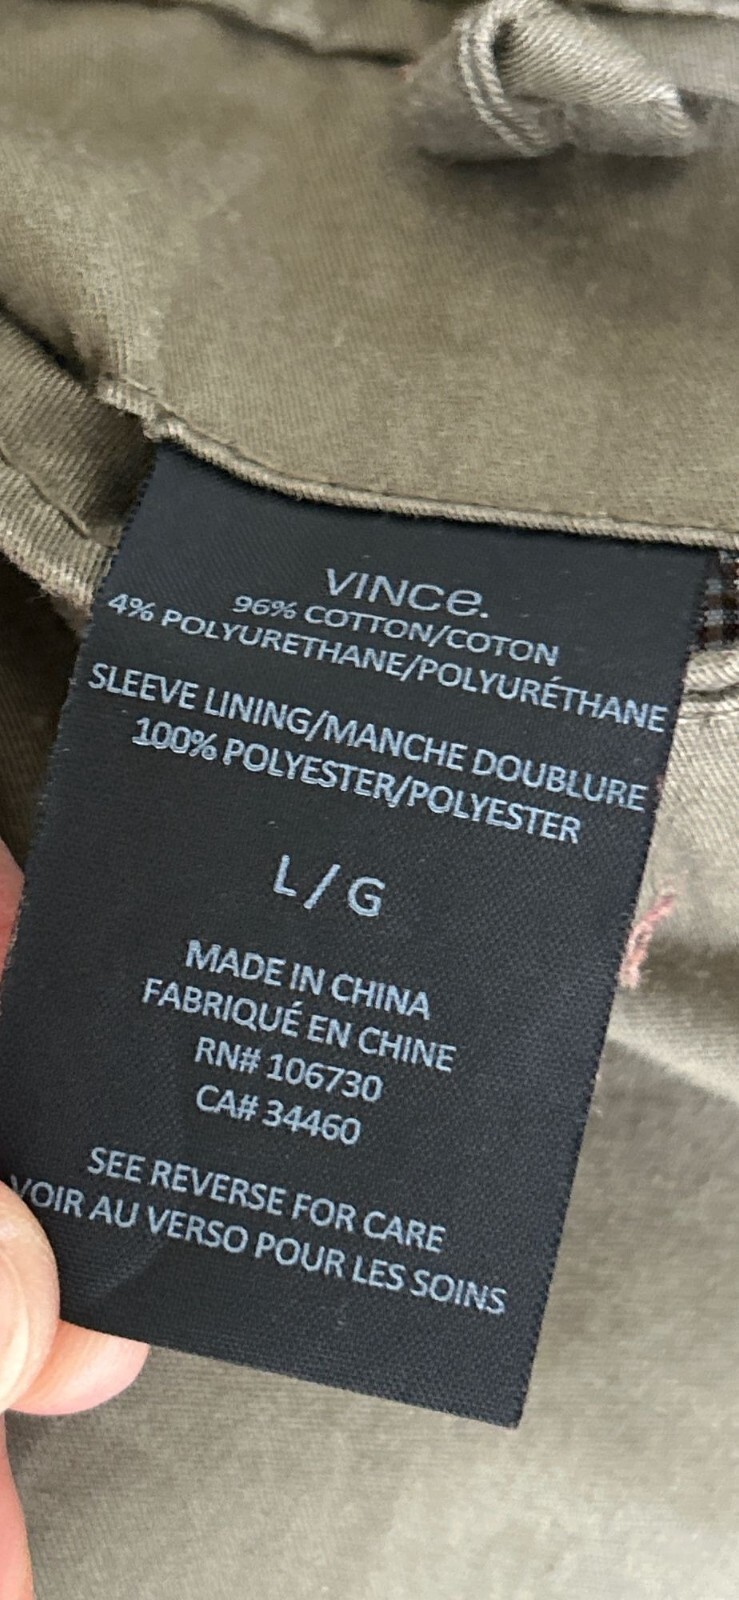 VINCe.
96% COTTON/COTON
4% POLYURETHANE/POLYURÉTHANE
SLEEVE LINING/MANCHE DOUBLURE
100% POLYESTER/POLYESTER
L / G
MADE IN CHINA
FABRIQUÉ EN CHINE
RN# 106730
CA# 34460
SEE REVERSE FOR CARE
VOIR AU VERSO POUR LES SOINS